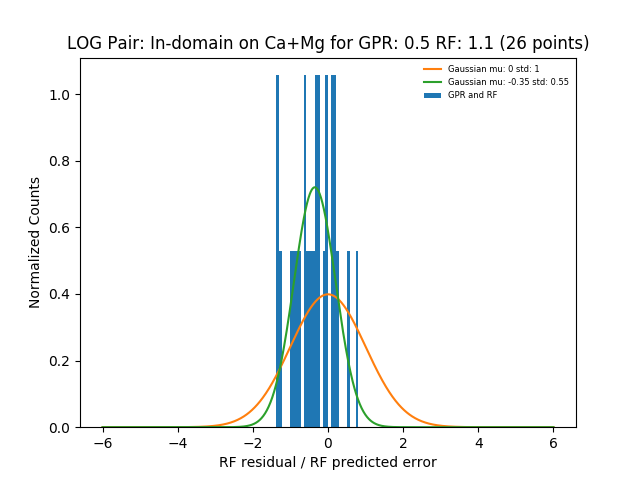 LOG Pair: In-domain on Ca+Mg for GPR: 0.5 RF: 1.1 (26 points)
Gaussian mu: 0 std: 1
Gaussian mu: -0.35 std: 0.55
GPR and RF
Normalized Counts
1.0
0.8
0.6
0.4
0.2
0.0
−6 −4 −2 0 2 4 6
RF residual / RF predicted error